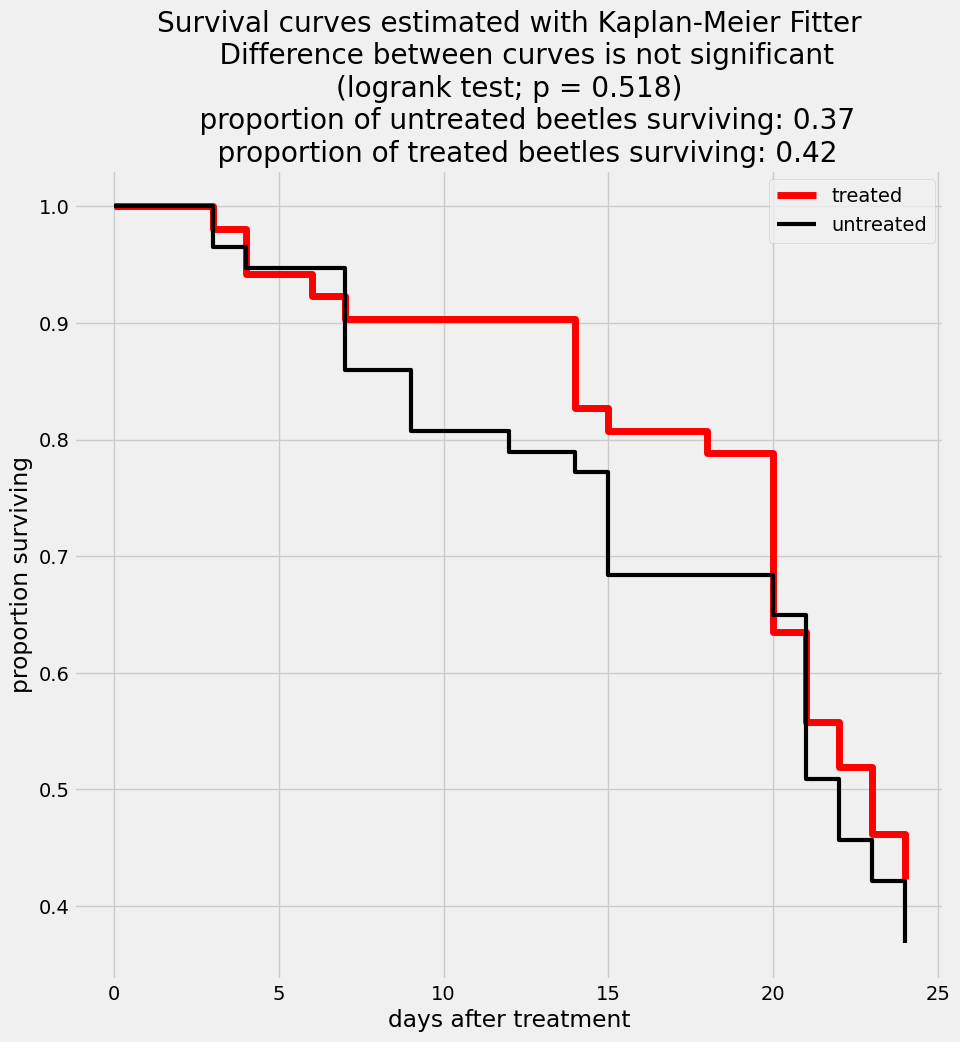 Survival curves estimated with Kaplan-Meier Fitter
Difference between curves is not significant
(logrank test; p = 0.518)
proportion of untreated beetles surviving: 0.37
proportion of treated beetles surviving: 0.42
treated
untreated
1.0
0.9
0.8
0.7
0.6
0.5
0.4
proportion surviving
0
5
10
15
20
25
days after treatment